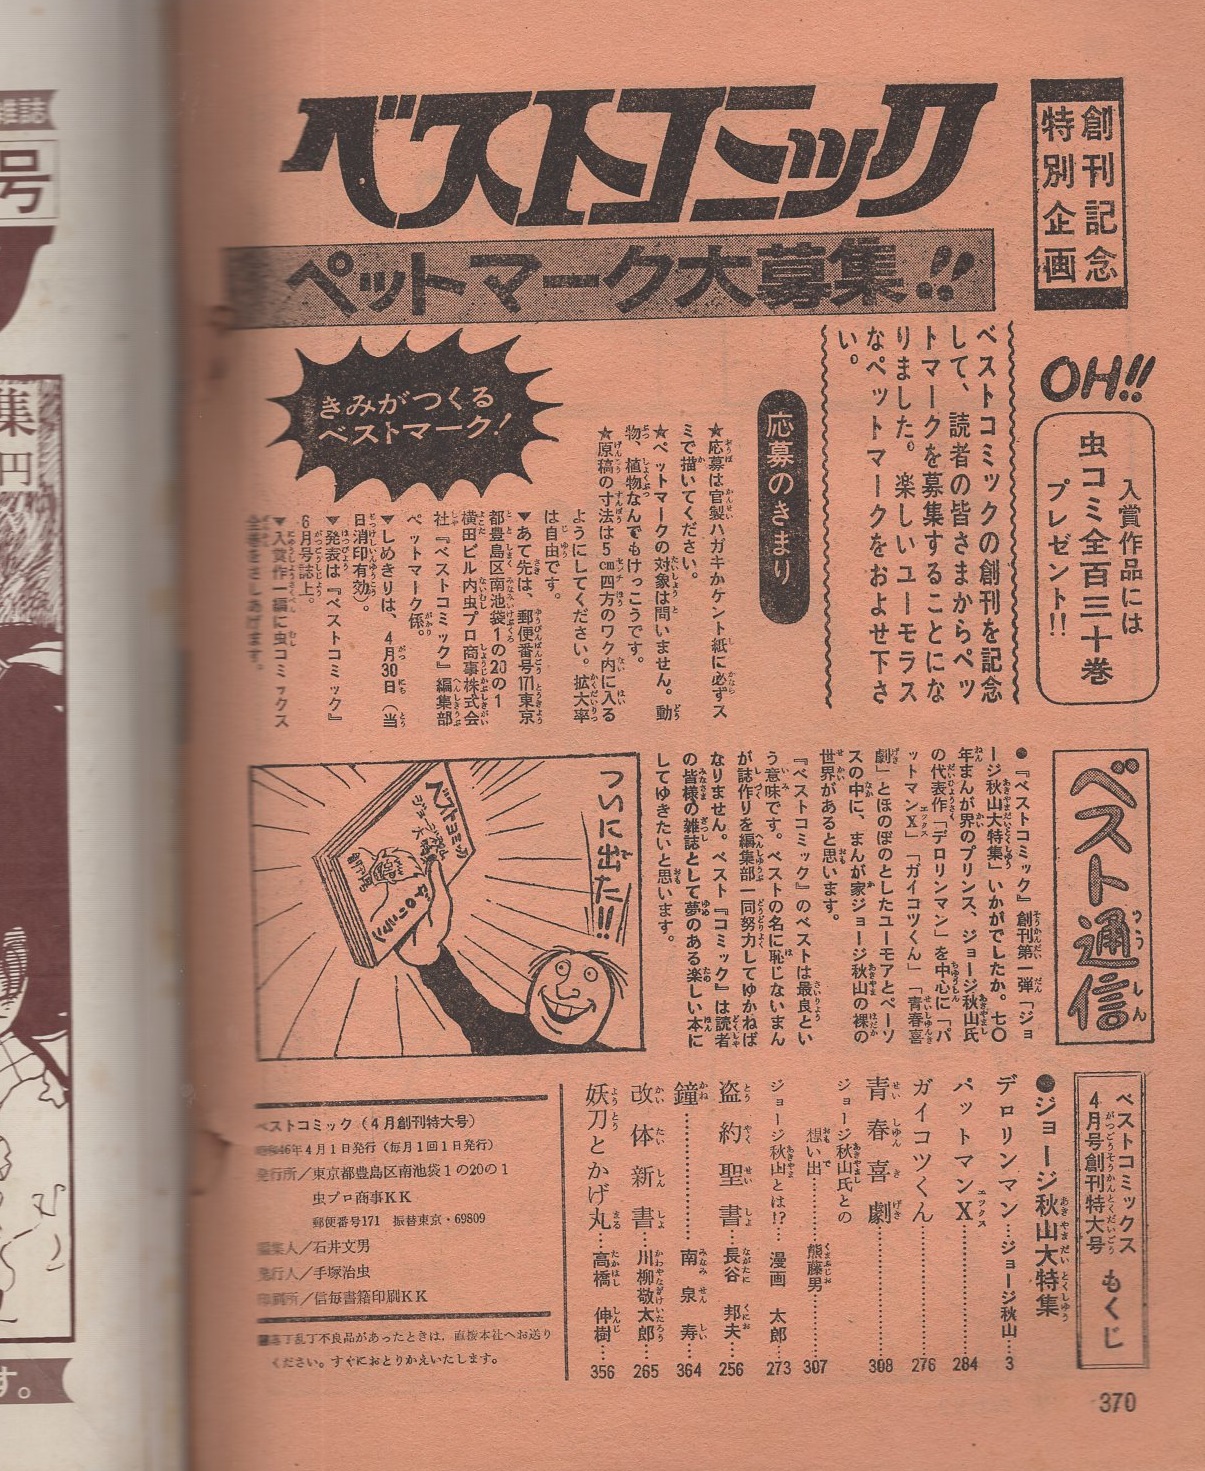 創刊記念
特別企画
ベストコミック
ペットマーク大募集!!
OH!!
入賞作品には
虫コミ全百三十巻
プレゼント!!
ベストコミックの創刊を記念
して、読者の皆さまからペッ
トマークを募集することにな
りました。楽しいユーモラス
なペットマークをおよせ下さ
い。
応募のきまり
★応募は官製ハガキかケント紙に必ずス
ミで描いてください。
★ペットマークの対象は問いません。動
物、植物なんでもけっこうです。
★原稿の寸法は5cm四方のワク内に入る
ようにしてください。拡大率
は自由です。
きみがつくる
ベストマーク!
▼あて先は、郵便番号171東京
都豊島区南池袋1の20の1
横田ビル内虫プロ商事株式会
社『ベストコミック』編集部
ペットマーク係。
▼しめきりは、4月30日(当
日消印有効)。
▼発表は『ベストコミック』
6月号誌上。
▼入賞作一編に虫コミックス
全巻をさしあげます。
ベスト通信
●『ベストコミック』創刊第一弾「ジョ
ージ秋山大特集」いかがでしたか。七〇
年まんが界のプリンス、ジョージ秋山氏
の代表作「デロリンマン」を中心に「パ
ットマンX」「ガイコツくん」「青春喜
劇」とほのぼのとしたユーモアとペーソ
スの中に、まんが家ジョージ秋山の裸の
世界があると思います。
『ベストコミック』のベストは最良とい
う意味です。ベストの名に恥じないまん
が誌作りを編集部一同努力してゆかねば
なりません。ベスト『コミック』は読者
の皆様の雑誌として夢のある楽しい本に
してゆきたいと思います。
ついに出た!!
ベストコミック
デロリンマン
ベストコミックス
4月号創刊特大号
もくじ
●ジョージ秋山大特集
デロリンマン…ジョージ秋山…3
パットマンX……284
ガイコツくん……276
青春喜劇……308
ジョージ秋山氏との
想い出……熊藤男……307
ジョージ秋山とは!?漫画 太郎…273
盗約聖書…長谷 邦夫…256
鐘……南 泉寿…364
改体新書…川柳敬太郎…265
妖刀とかげ丸…高橋 伸樹…356
ベストコミック(4月創刊特大号)
昭和46年4月1日発行(毎月1回1日発行)
発行所/東京都豊島区南池袋1の20の1
虫プロ商事KK
郵便番号171 振替東京・69809
編集人/石井文男
発行人/手塚治虫
印刷所/信毎書籍印刷KK
■落丁乱丁不良品があったときは、直接本社へお送り
ください。すぐにおとりかえいたします。
370
雑誌
号
集
円
す。